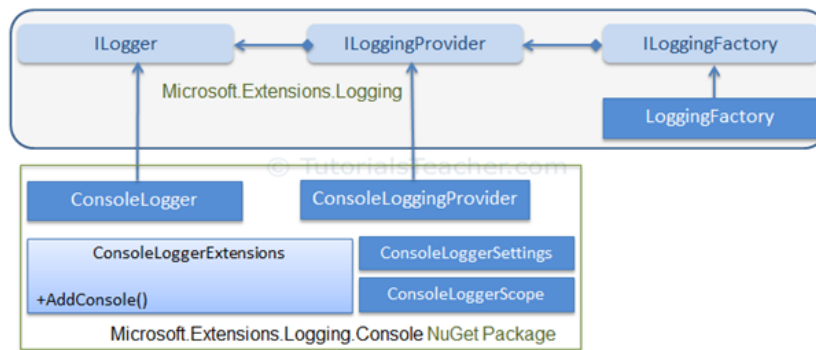 ILogger
ILoggingProvider
ILoggingFactory
Microsoft.Extensions.Logging
LoggingFactory
© TutorialsTeacher.com
ConsoleLogger
ConsoleLoggingProvider
ConsoleLoggerExtensions
+AddConsole()
ConsoleLoggerSettings
ConsoleLoggerScope
Microsoft.Extensions.Logging.Console NuGet Package